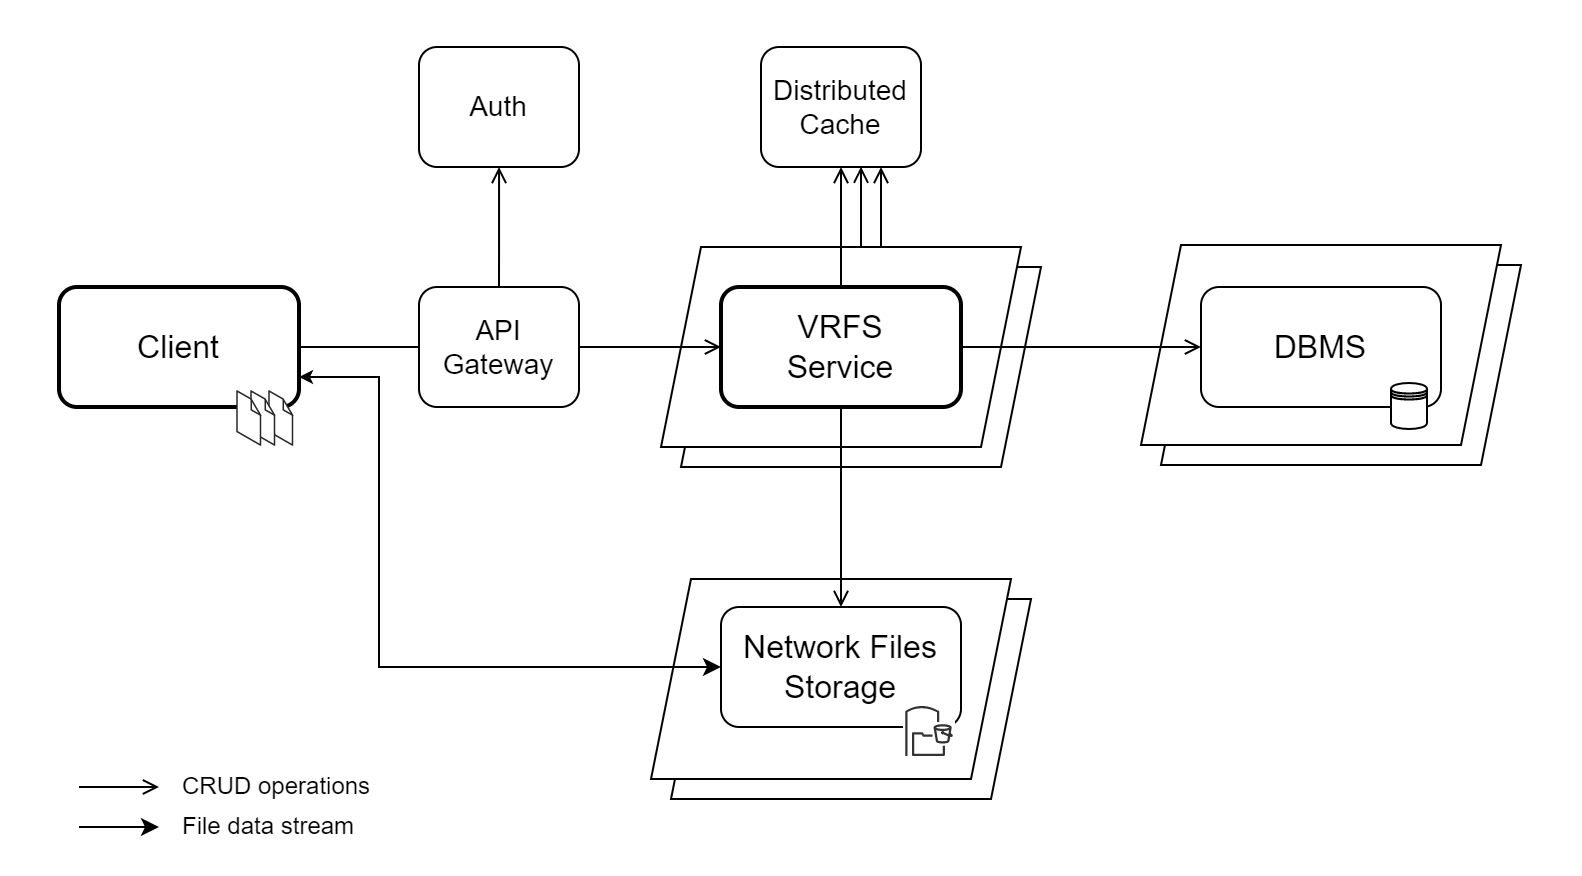 Auth
Distributed
Cache
Client
API
Gateway
VRFS
Service
DBMS
Network Files
Storage
CRUD operations
File data stream